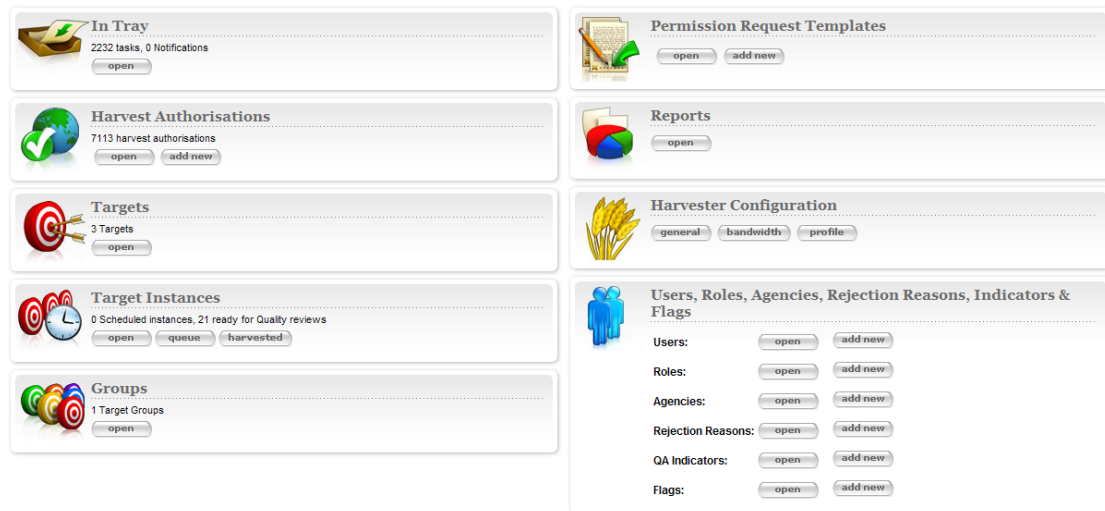 In Tray
2232 tasks, 0 Notifications
open
Harvest Authorisations
7113 harvest authorisations
open add new
Targets
3 Targets
open
Target Instances
0 Scheduled instances, 21 ready for Quality reviews
open queue harvested
Groups
1 Target Groups
open
Permission Request Templates
open add new
Reports
open
Harvester Configuration
general bandwidth profile
Users, Roles, Agencies, Rejection Reasons, Indicators &
Flags
Users: open add new
Roles: open add new
Agencies: open add new
Rejection Reasons: open add new
QA Indicators: open add new
Flags: open add new